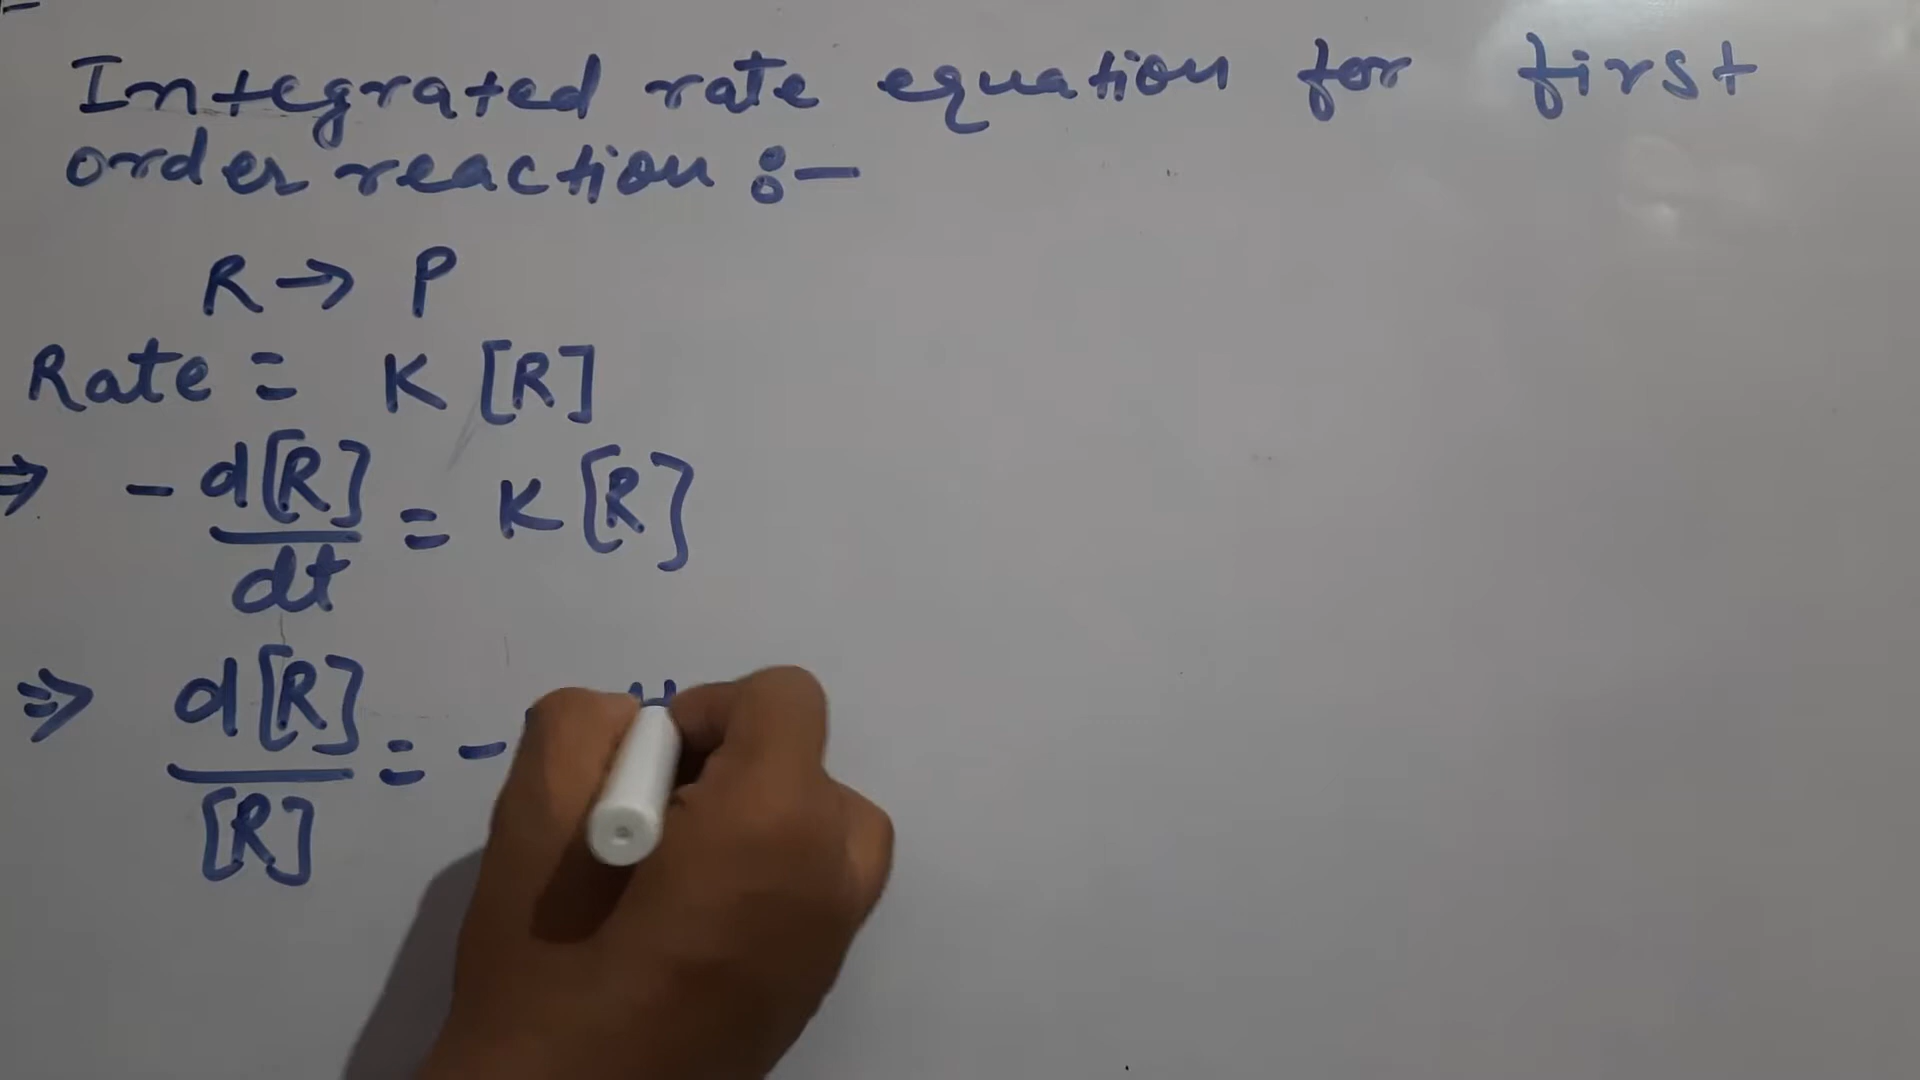 Integrated rate equation for first
order reaction :-
R → P
Rate = K [R]
⇒ - d[R]/dt = K [R]
⇒ d[R]/[R] = -